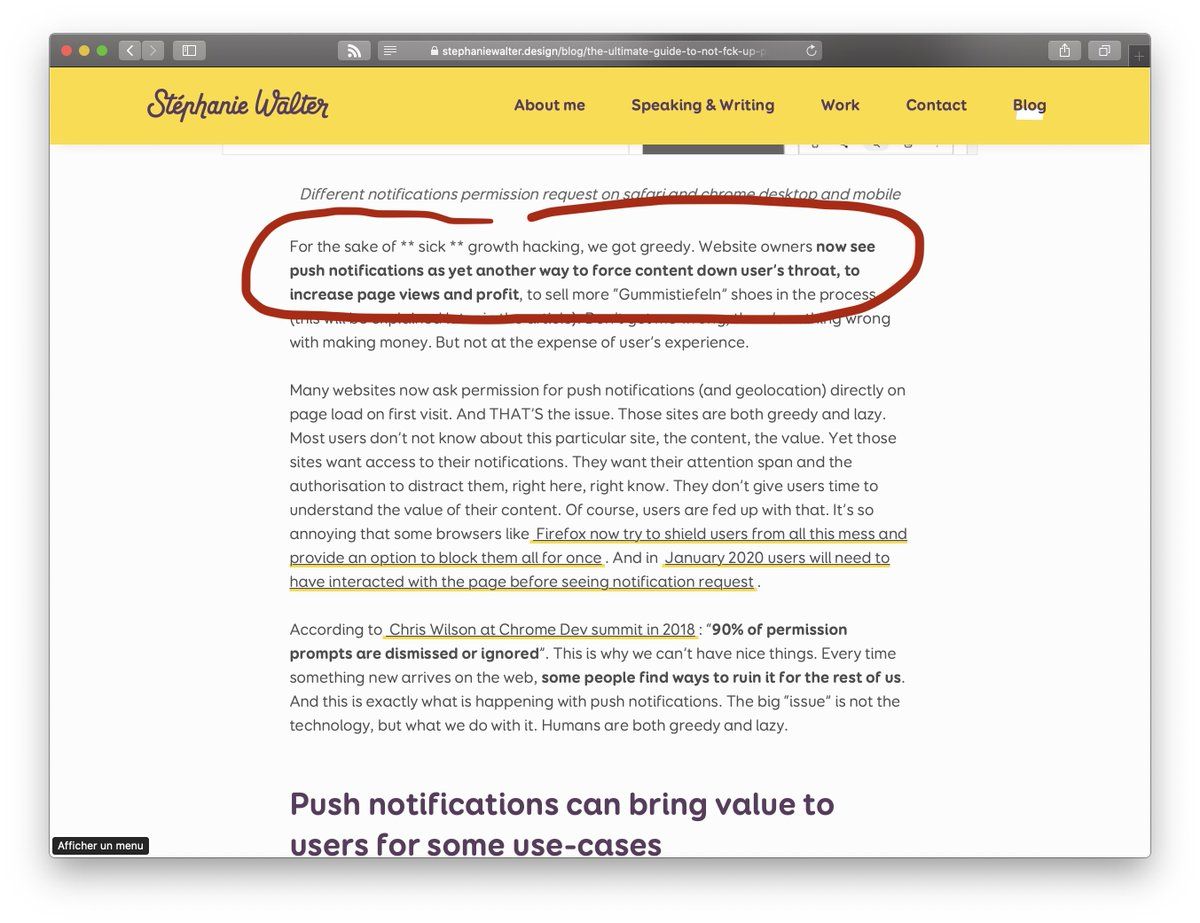 stephaniewalter.design/blog/the-ultimate-guide-to-not-fck-up-p
Stéphanie Walter
About me
Speaking & Writing
Work
Contact
Blog
Different notifications permission request on safari and chrome desktop and mobile
For the sake of ** sick ** growth hacking, we got greedy. Website owners now see
push notifications as yet another way to force content down user's throat, to
increase page views and profit, to sell more "Gummistiefeln" shoes in the process
(this will be explained later in the article). Don't get me wrong, there's nothing wrong
with making money. But not at the expense of user's experience.
Many websites now ask permission for push notifications (and geolocation) directly on
page load on first visit. And THAT'S the issue. Those sites are both greedy and lazy.
Most users don't not know about this particular site, the content, the value. Yet those
sites want access to their notifications. They want their attention span and the
authorisation to distract them, right here, right know. They don't give users time to
understand the value of their content. Of course, users are fed up with that. It's so
annoying that some browsers like Firefox now try to shield users from all this mess and
provide an option to block them all for once . And in January 2020 users will need to
have interacted with the page before seeing notification request .
According to Chris Wilson at Chrome Dev summit in 2018 : "90% of permission
prompts are dismissed or ignored". This is why we can't have nice things. Every time
something new arrives on the web, some people find ways to ruin it for the rest of us.
And this is exactly what is happening with push notifications. The big "issue" is not the
technology, but what we do with it. Humans are both greedy and lazy.
Push notifications can bring value to
users for some use-cases
Afficher un menu